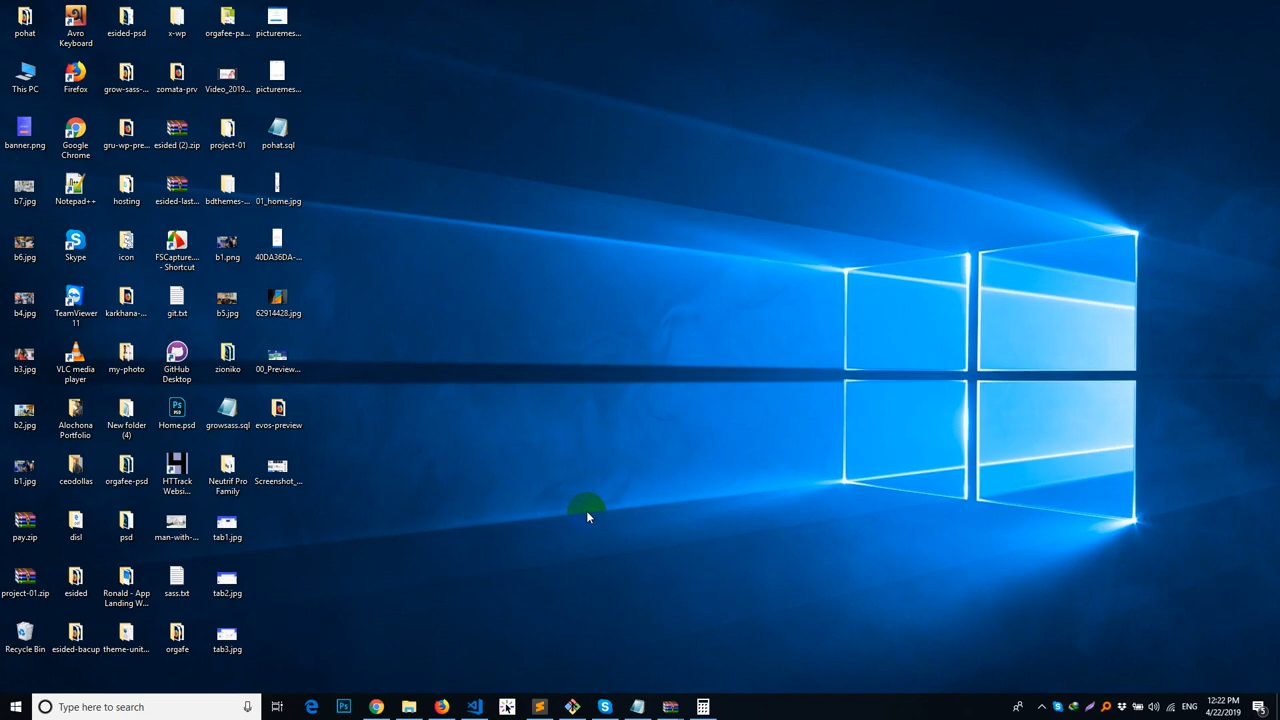 pohat
Avro
Keyboard
esided-psd
x-wp
orgafee-pa...
picturemes...
This PC
Firefox
grow-sass-...
zomata-prv
Video_2019...
picturemes...
banner.png
Google
Chrome
gru-wp-pre...
esided (2).zip
project-01
pohat.sql
b7.jpg
Notepad++
hosting
esided-last...
bdthemes-...
01_home.jpg
b6.jpg
Skype
icon
FSCapture....
- Shortcut
b1.png
40DA36DA-...
b4.jpg
TeamViewer
11
karkhana-...
git.txt
b5.jpg
62914428.jpg
b3.jpg
VLC media
player
my-photo
GitHub
Desktop
zioniko
00_Preview...
b2.jpg
Alochona
Portfolio
New folder
(4)
Home.psd
growsass.sql
evos-preview
b1.jpg
ceodollas
orgafee-psd
HTTrack
Websi...
Neutrif Pro
Family
Screenshot_...
pay.zip
disl
psd
man-with-...
tab1.jpg
project-01.zip
esided
Ronald - App
Landing W...
sass.txt
tab2.jpg
Recycle Bin
esided-bacup
theme-unit...
orgafe
tab3.jpg
Type here to search
ENG
12:22 PM
4/22/2019